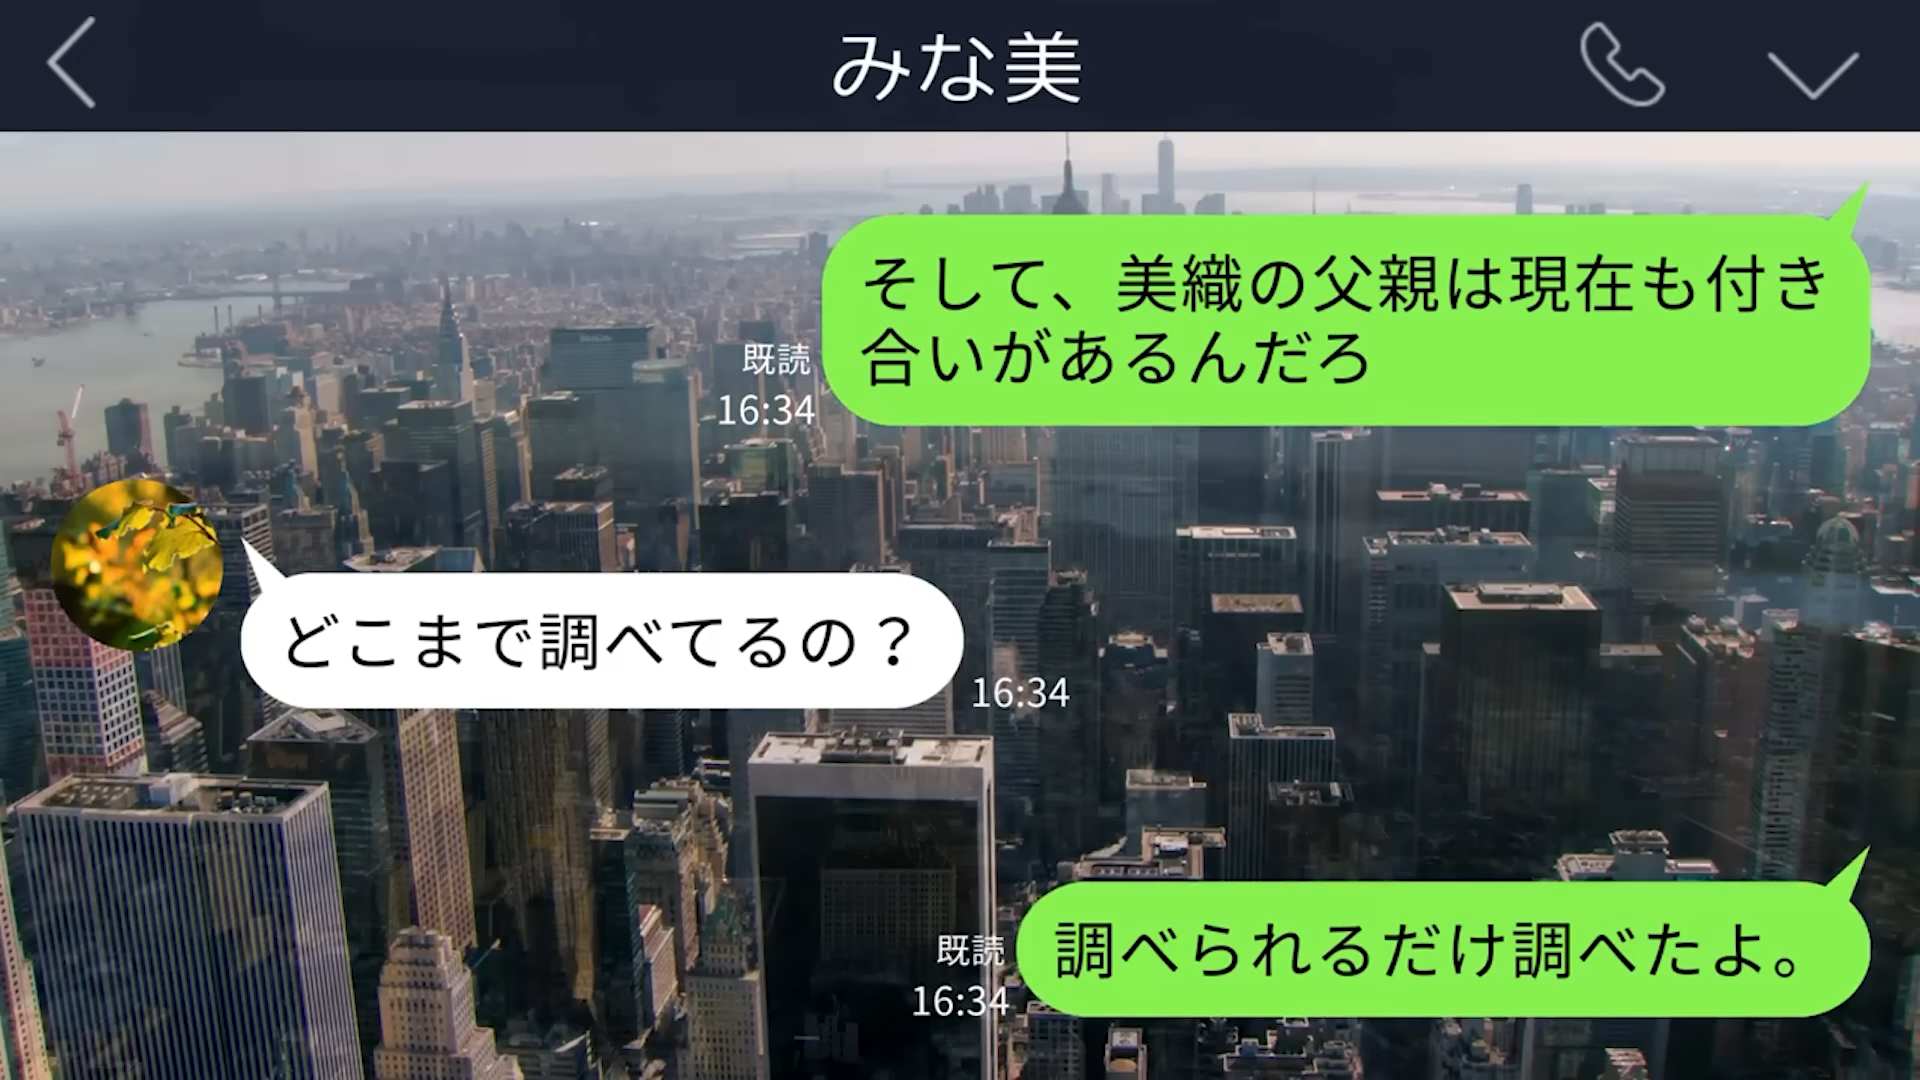 みな美
そして、美織の父親は現在も付き
合いがあるんだろ
既読
16:34
どこまで調べてるの？
16:34
調べられるだけ調べたよ。
既読
16:34